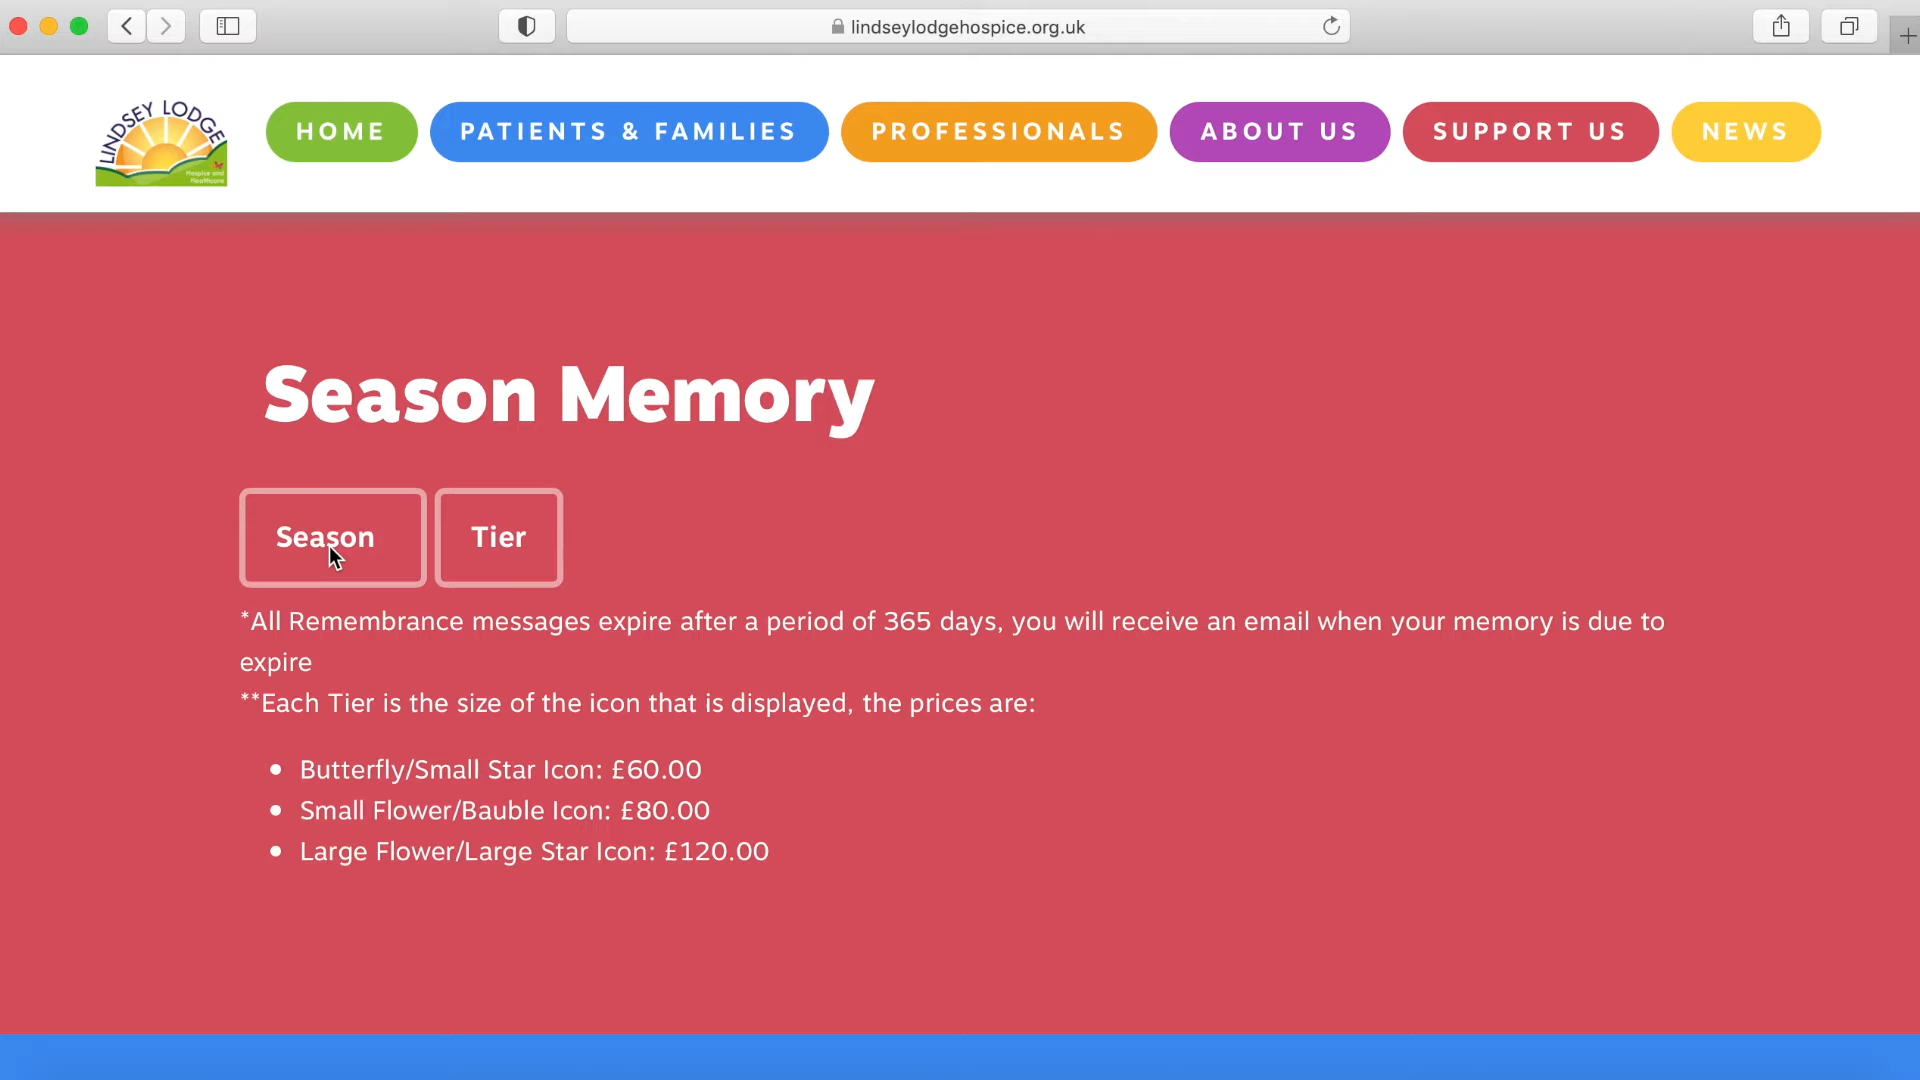 lindseylodgehospice.org.uk
LINDSEY LODGE
Hospice and
Healthcare
HOME
PATIENTS & FAMILIES
PROFESSIONALS
ABOUT US
SUPPORT US
NEWS
Season Memory
Season
Tier
*All Remembrance messages expire after a period of 365 days, you will receive an email when your memory is due to
expire
**Each Tier is the size of the icon that is displayed, the prices are:
• Butterfly/Small Star Icon: £60.00
• Small Flower/Bauble Icon: £80.00
• Large Flower/Large Star Icon: £120.00